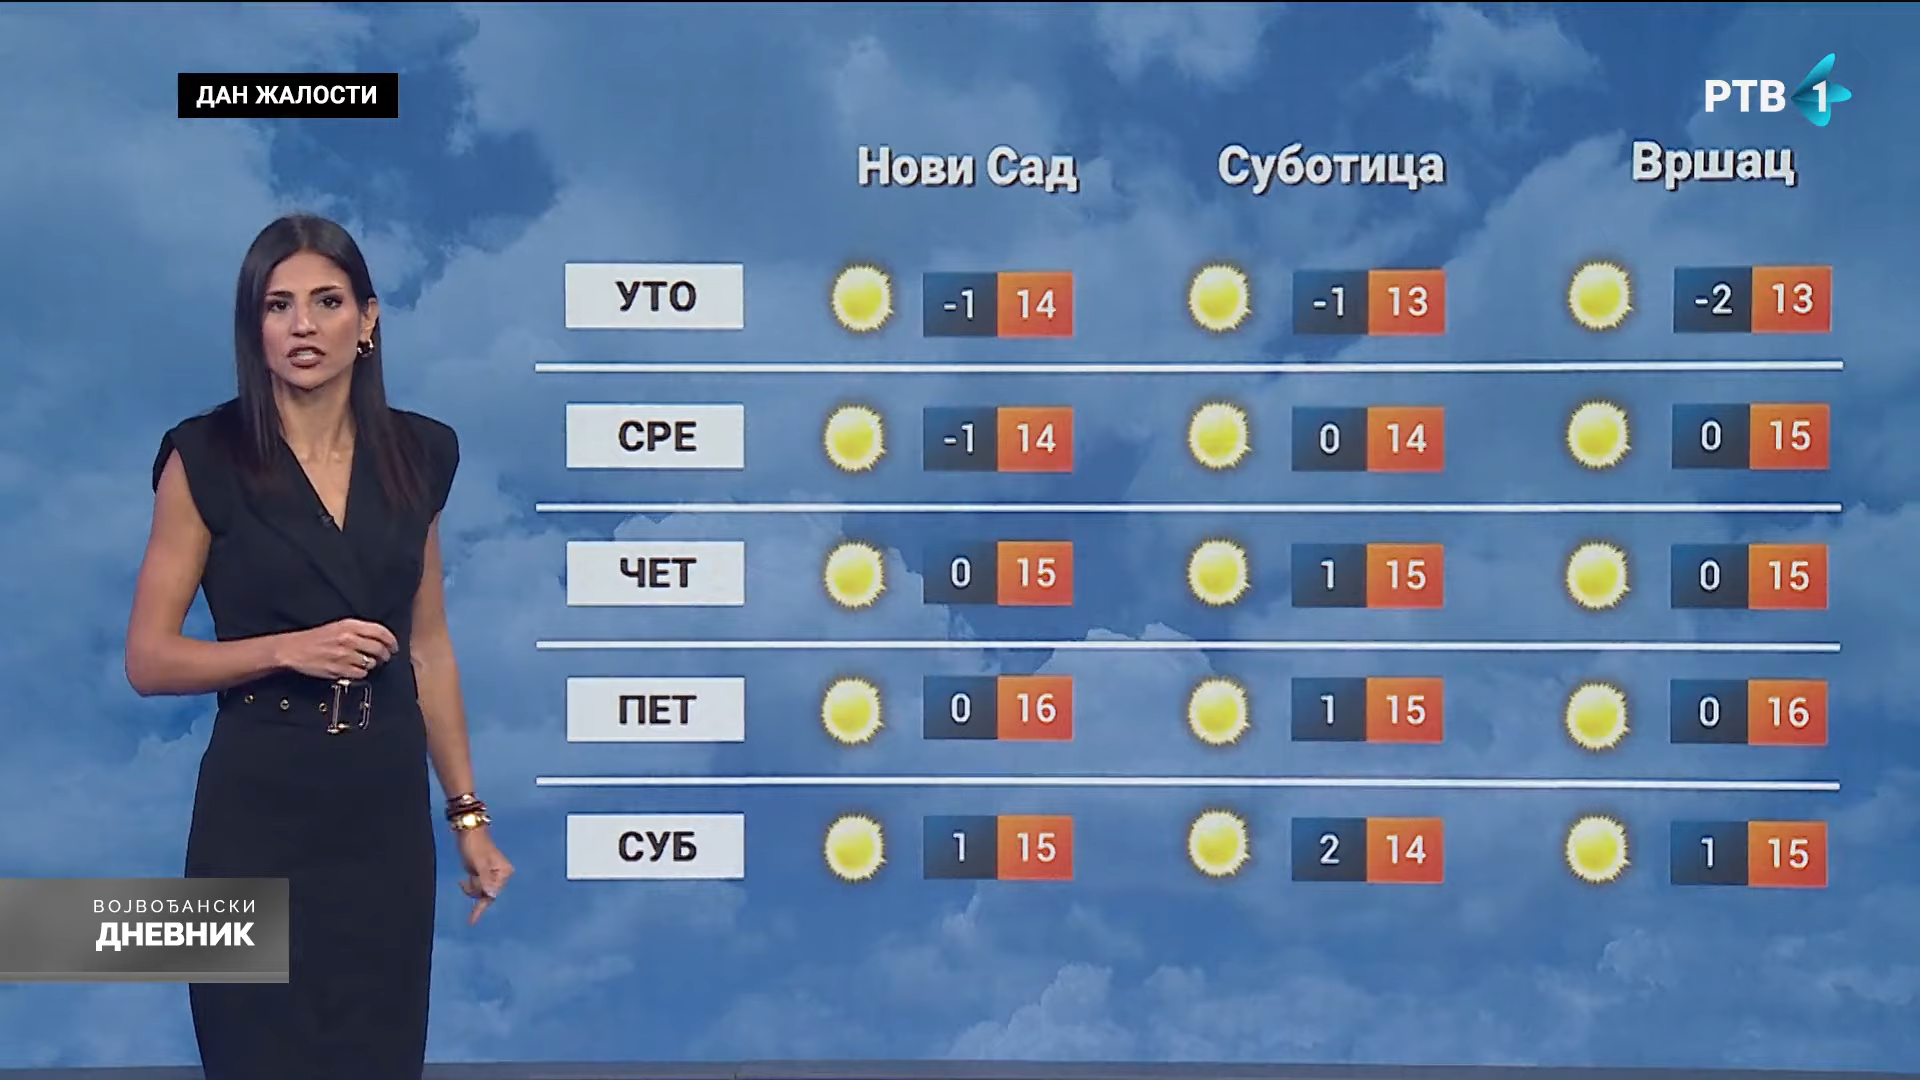 ДАН ЖАЛОСТИ
РТВ 1
Нови Сад Суботица Вршац
УТО -1 14 -1 13 -2 13
СРЕ -1 14 0 14 0 15
ЧЕТ 0 15 1 15 0 15
ПЕТ 0 16 1 15 0 16
СУБ 1 15 2 14 1 15
ВОЈВОЂАНСКИ
ДНЕВНИК